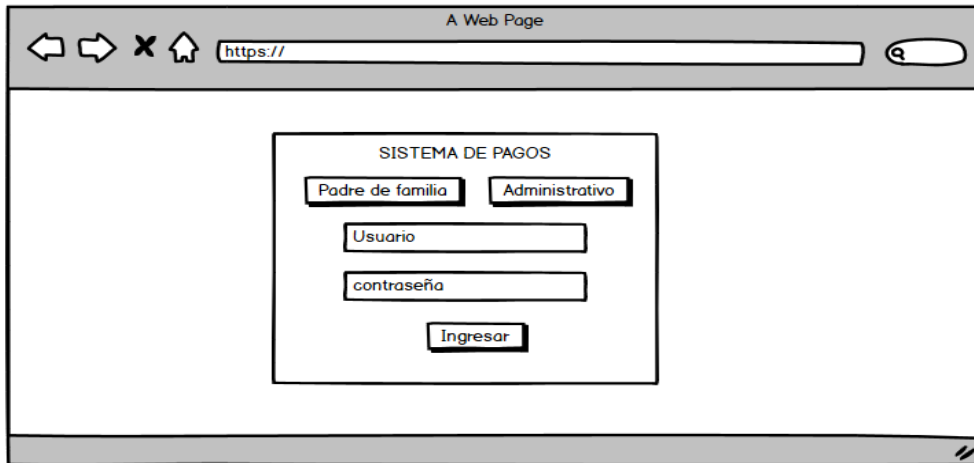 A Web Page
https://
SISTEMA DE PAGOS
Padre de familia Administrativo
Usuario
contraseña
Ingresar